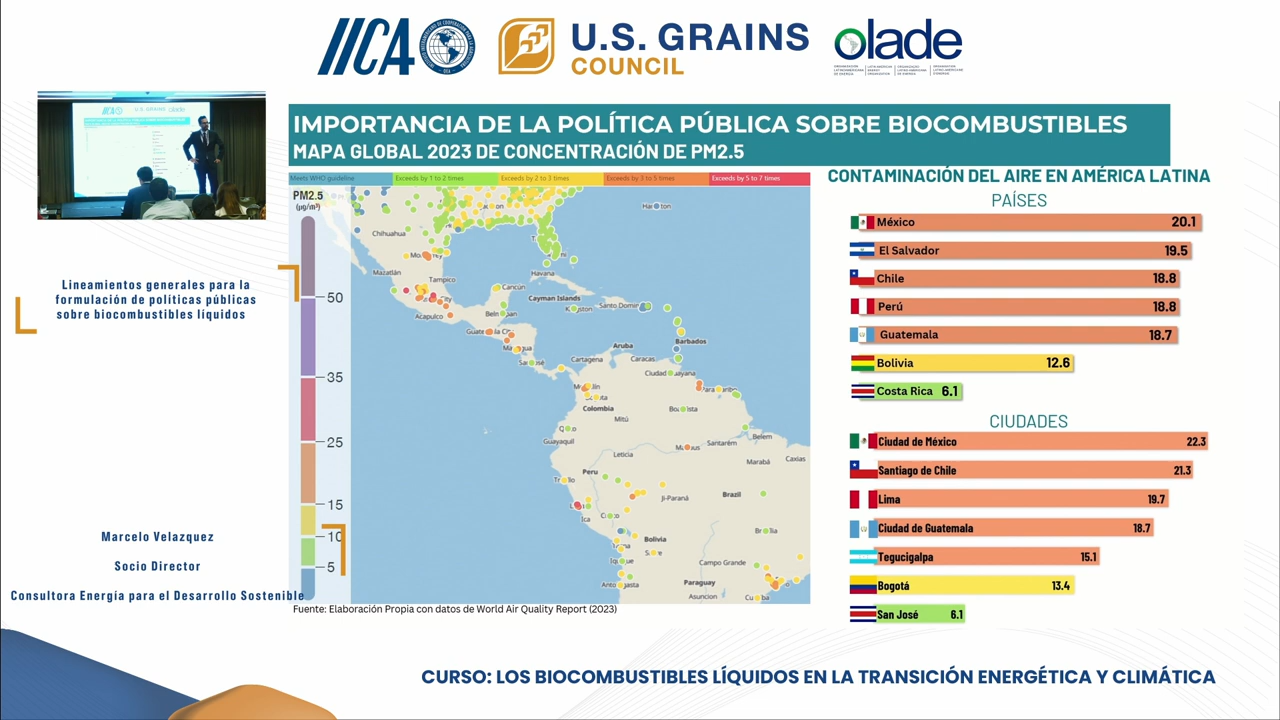 IICA
U.S. GRAINS
COUNCIL
olade
IMPORTANCIA DE LA POLÍTICA PÚBLICA SOBRE BIOCOMBUSTIBLES
MAPA GLOBAL 2023 DE CONCENTRACIÓN DE PM2.5
Meets WHO guideline
Exceeds by 1 to 2 times
Exceeds by 2 to 3 times
Exceeds by 3 to 5 times
Exceeds by 5 to 7 times
PM2.5
(μg/m³)
50
35
25
15
10
5
Chihuahua
Mazatlán
Tampico
Acapulco
Havana
Cancún
Cayman Islands
Aruba
Barbados
Cartagena
Caracas
Colombia
Mitú
Guayaquil
Leticia
Santarém
Belem
Marabá
Caxias
Peru
Ji-Paraná
Brazil
Ica
Bolivia
Campo Grande
Paraguay
Asuncion
Fuente: Elaboración Propia con datos de World Air Quality Report (2023)
CONTAMINACIÓN DEL AIRE EN AMÉRICA LATINA
PAÍSES
México 20.1
El Salvador 19.5
Chile 18.8
Perú 18.8
Guatemala 18.7
Bolivia 12.6
Costa Rica 6.1
CIUDADES
Ciudad de México 22.3
Santiago de Chile 21.3
Lima 19.7
Ciudad de Guatemala 18.7
Tegucigalpa 15.1
Bogotá 13.4
San José 6.1
Lineamientos generales para la
formulación de políticas públicas
sobre biocombustibles líquidos
Marcelo Velazquez
Socio Director
Consultora Energía para el Desarrollo Sostenible
CURSO: LOS BIOCOMBUSTIBLES LÍQUIDOS EN LA TRANSICIÓN ENERGÉTICA Y CLIMÁTICA